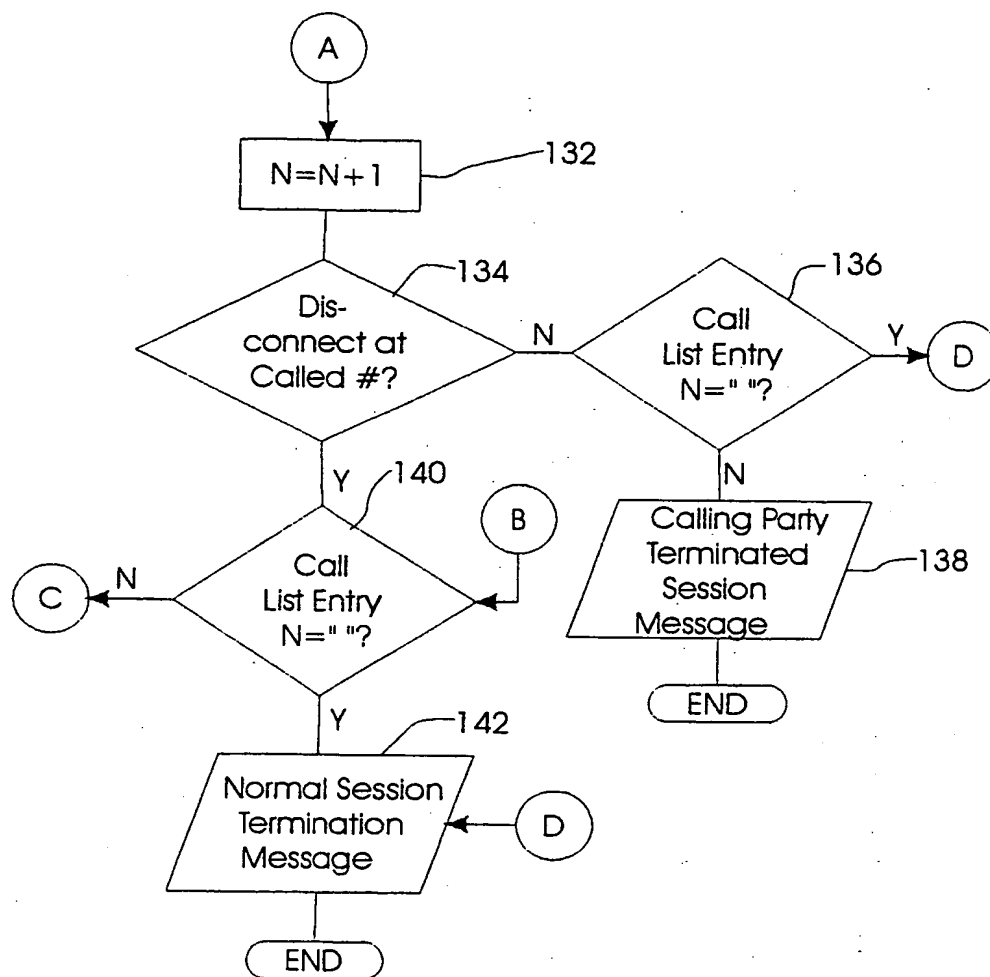 A
N=N+1
132
134
Dis-
connect at
Called #?
N
136
Call
List Entry
N=" "?
Y
D
Y
140
B
N
Calling Party
Terminated
Session
Message
138
C
N
Call
List Entry
N=" "?
END
Y
142
Normal Session
Termination
Message
D
END